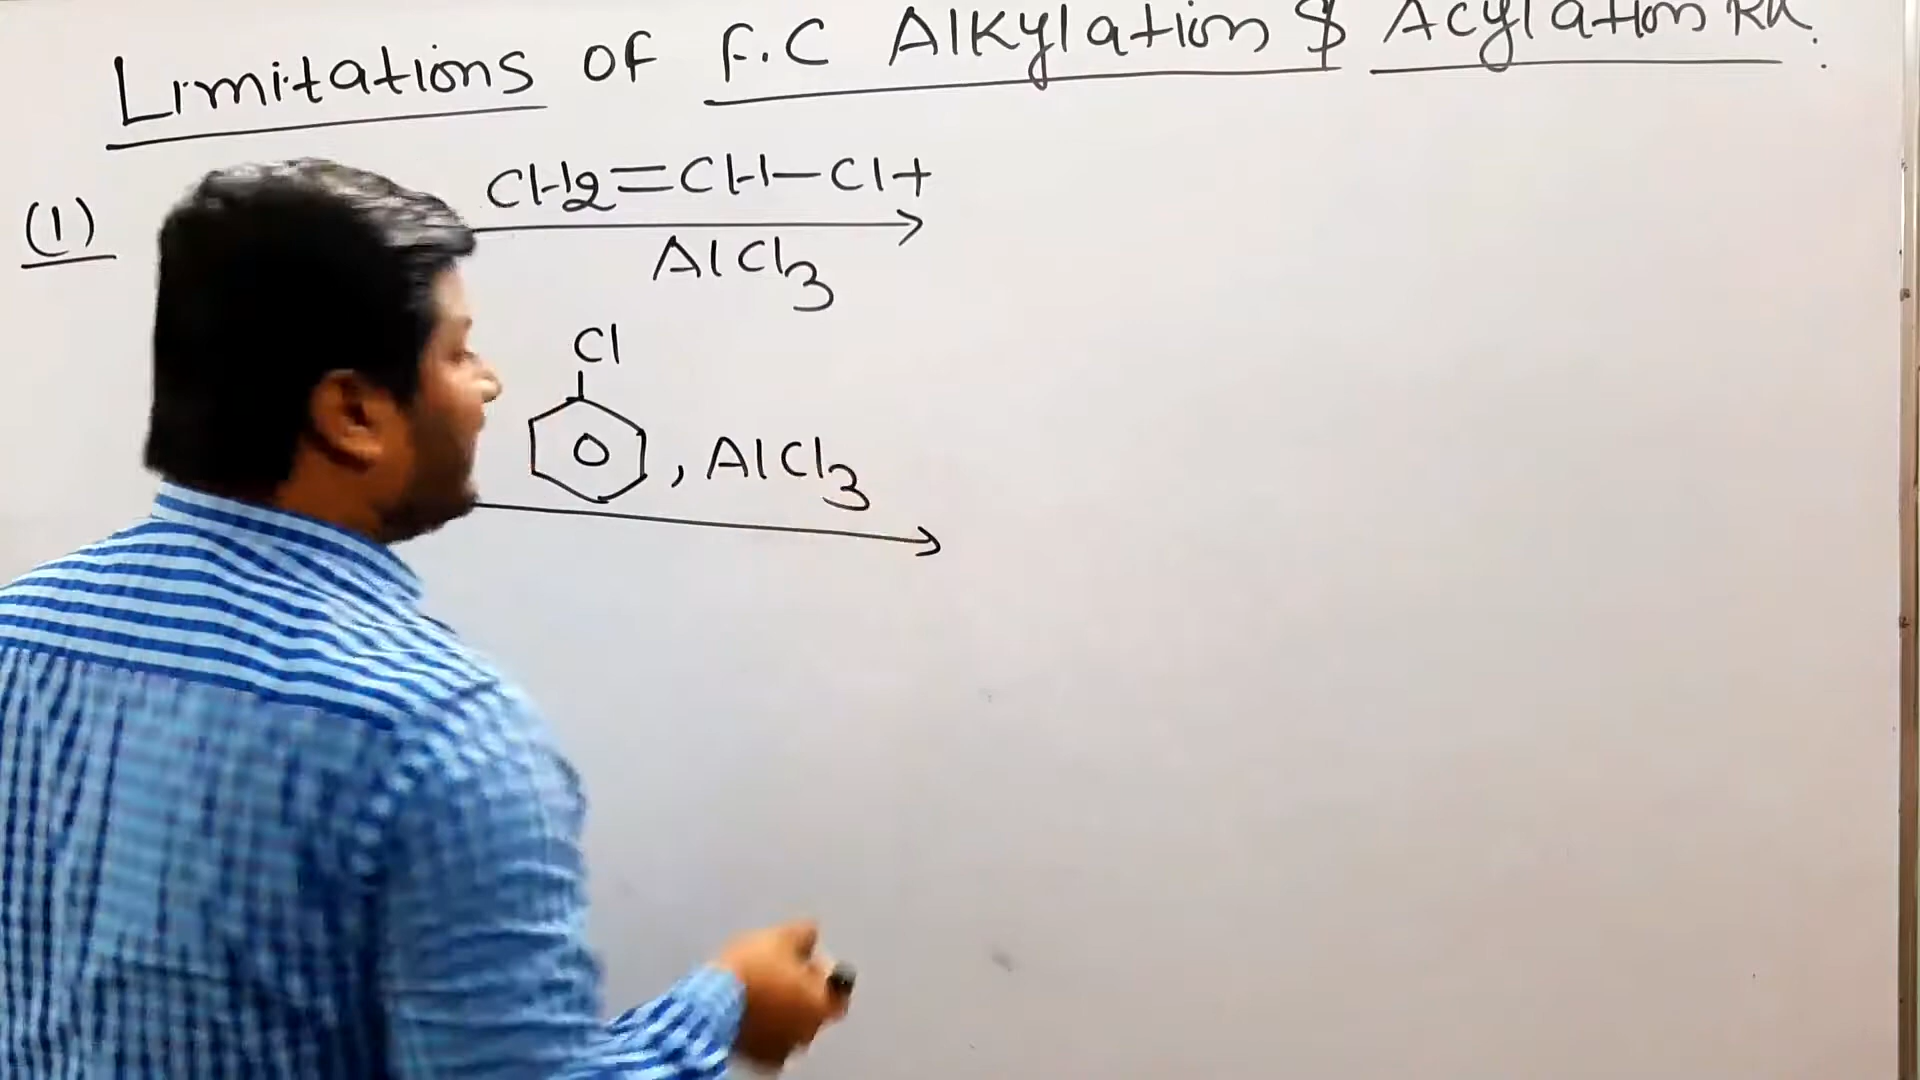 Limitations of F.C Alkylation & Acylation Rn.
(1) CH2=CH-Cl+
AlCl3
Cl
, AlCl3